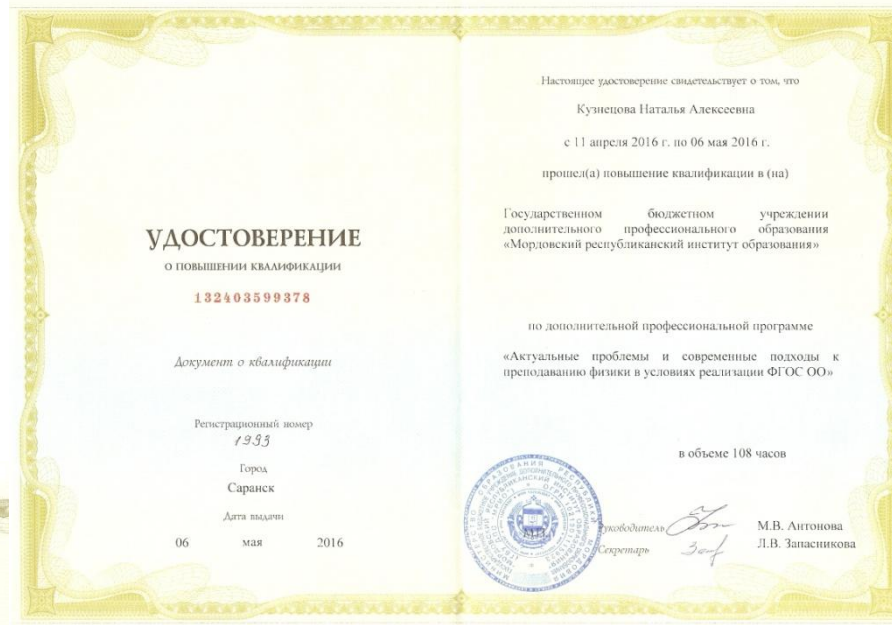 УДОСТОВЕРЕНИЕ
О ПОВЫШЕНИИ КВАЛИФИКАЦИИ
132403599378
Документ о квалификации
Регистрационный номер
1993
Город
Саранск
Дата выдачи
06 мая 2016
Настоящее удостоверение свидетельствует о том, что
Кузнецова Наталья Алексеевна
с 11 апреля 2016 г. по 06 мая 2016 г.
прошел(а) повышение квалификации в (на)
Государственном бюджетном учреждении
дополнительного профессионального образования
«Мордовский республиканский институт образования»
по дополнительной профессиональной программе
«Актуальные проблемы и современные подходы к
преподаванию физики в условиях реализации ФГОС ОО»
в объеме 108 часов
Руководитель М.В. Антонова
Секретарь Л.В. Запасникова